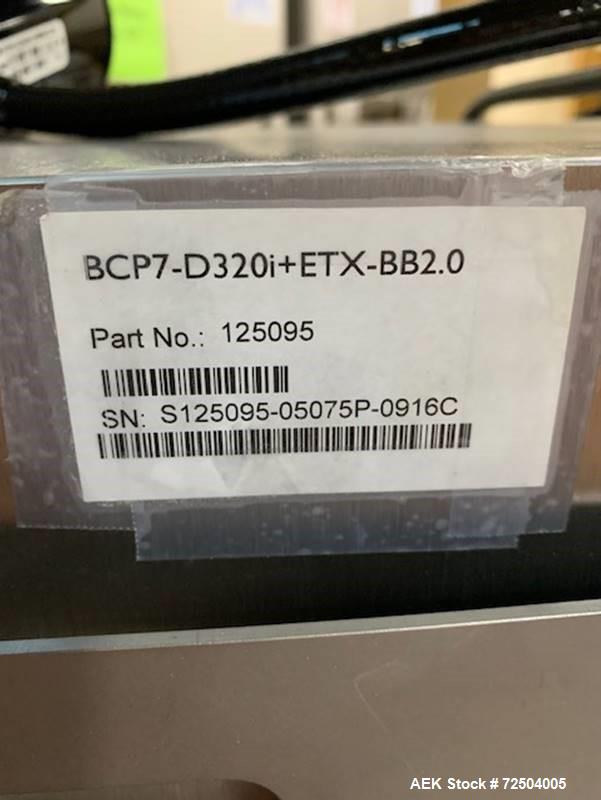 BCP7-D320i+ETX-BB2.0
Part No.: 125095
SN: S125095-05075P-0916C
AEK Stock # 72504005